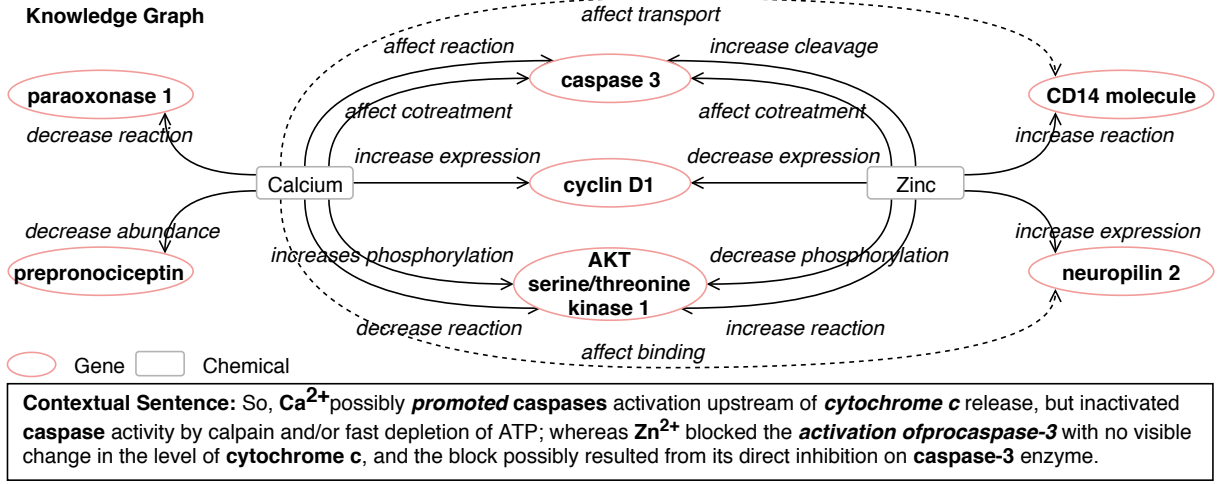 Knowledge Graph
affect transport
affect reaction
increase cleavage
caspase 3
paraoxonase 1
CD14 molecule
decrease reaction
affect cotreatment
affect cotreatment
increase reaction
increase expression
decrease expression
Calcium
cyclin D1
Zinc
decrease abundance
increase expression
increases phosphorylation
AKT
serine/threonine
kinase 1
decrease phosphorylation
prepronociceptin
neuropilin 2
decrease reaction
increase reaction
affect binding
Gene
Chemical
Contextual Sentence: So, Ca2+possibly promoted caspases activation upstream of cytochrome c release, but inactivated
caspase activity by calpain and/or fast depletion of ATP; whereas Zn2+ blocked the activation ofprocaspase-3 with no visible
change in the level of cytochrome c, and the block possibly resulted from its direct inhibition on caspase-3 enzyme.